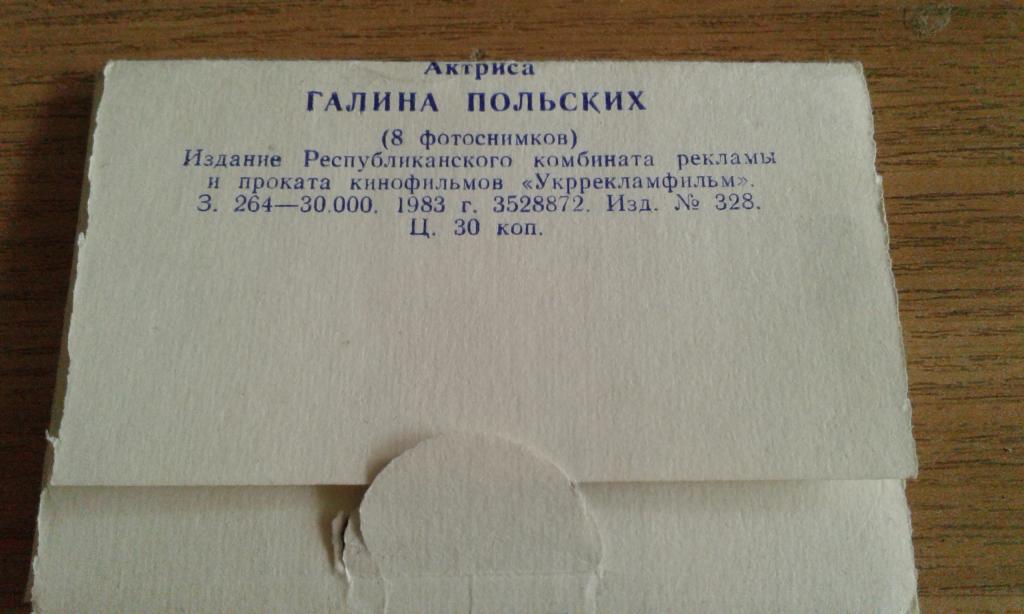 Актриса
ГАЛИНА ПОЛЬСКИХ
(8 фотоснимков)
Издание Республиканского комбината рекламы
и проката кинофильмов «Укррекламфильм».
З. 264—30.000. 1983 г. 3528872. Изд. № 328.
Ц. 30 коп.